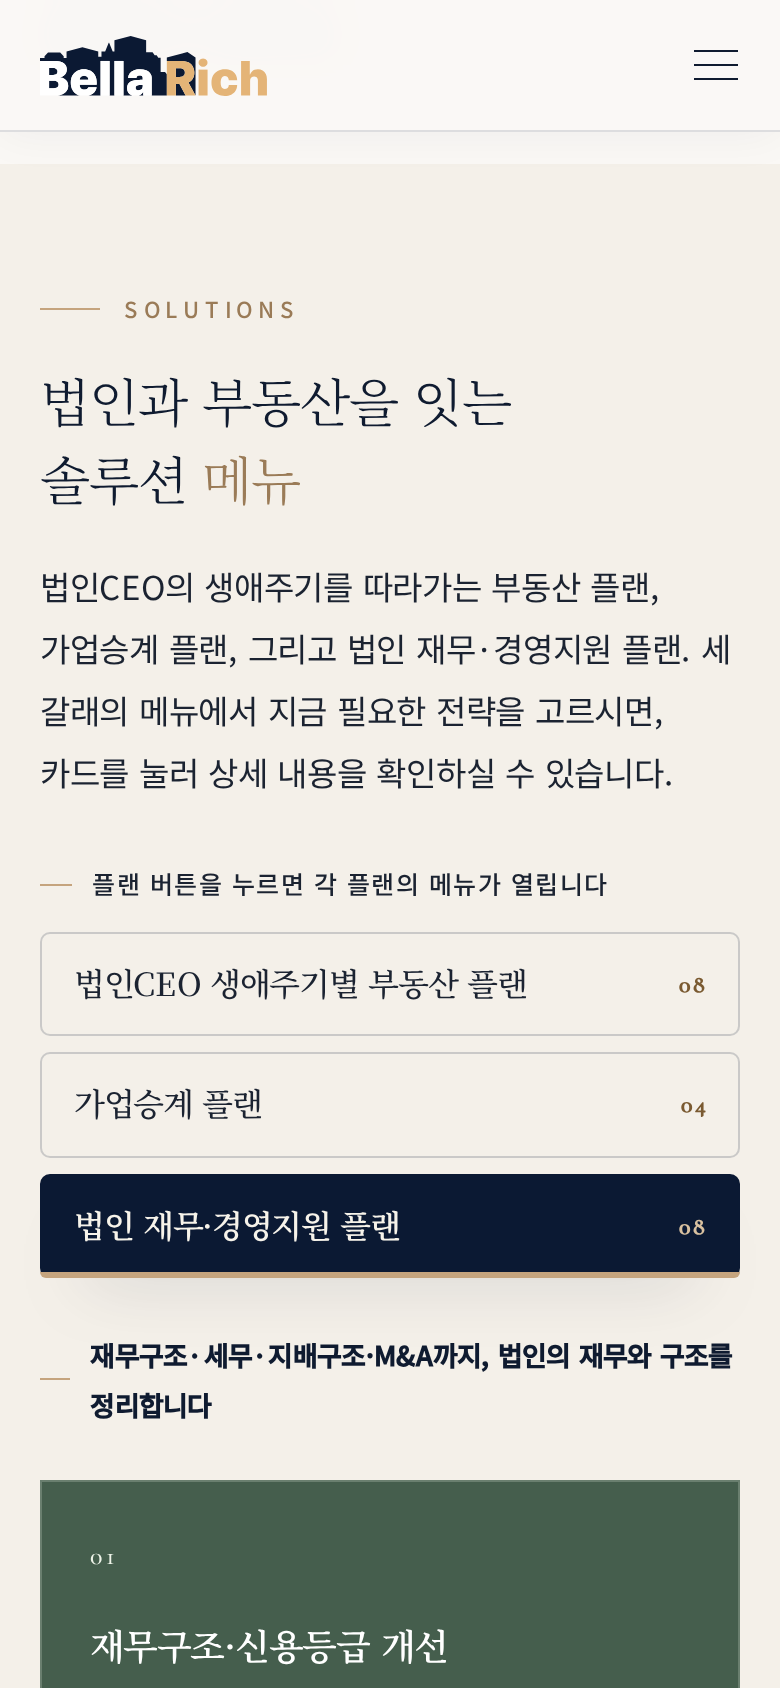 Bella Rich
SOLUTIONS
법인과 부동산을 잇는
솔루션 메뉴
법인CEO의 생애주기를 따라가는 부동산 플랜,
가업승계 플랜, 그리고 법인 재무·경영지원 플랜. 세
갈래의 메뉴에서 지금 필요한 전략을 고르시면,
카드를 눌러 상세 내용을 확인하실 수 있습니다.
플랜 버튼을 누르면 각 플랜의 메뉴가 열립니다
법인CEO 생애주기별 부동산 플랜 08
가업승계 플랜 04
법인 재무·경영지원 플랜 08
재무구조·세무·지배구조·M&A까지, 법인의 재무와 구조를
정리합니다
01
재무구조·신용등급 개선